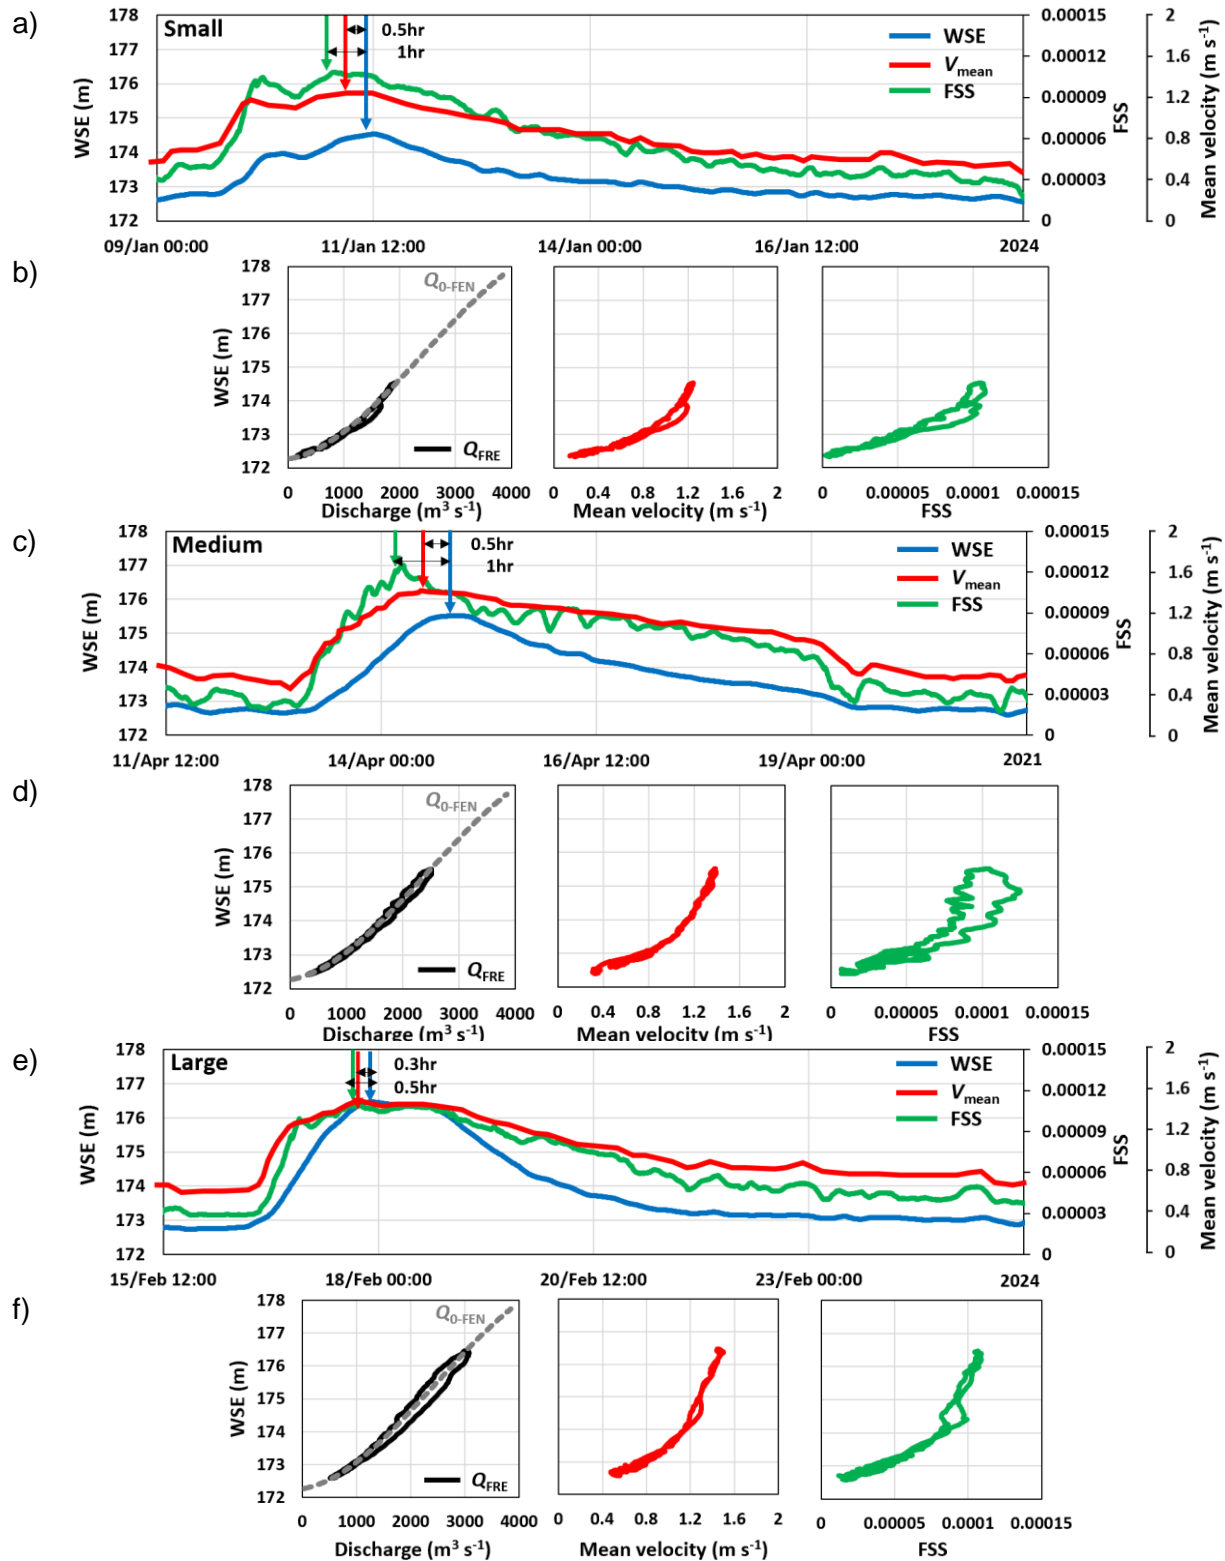 a)
Small
0.5hr
1hr
WSE
Vmean
FSS
WSE (m)
178
177
176
175
174
173
172
0.00015
0.00012
0.00009
0.00006
0.00003
0
FSS
2
1.6
1.2
0.8
0.4
0
Mean velocity (m s-1)
09/Jan 00:00 11/Jan 12:00 14/Jan 00:00 16/Jan 12:00 2024
b)
WSE (m)
178
177
176
175
174
173
172
Q0-FEN
QFRE
0 1000 2000 3000 4000
Discharge (m3 s-1)
0 0.4 0.8 1.2 1.6 2
Mean velocity (m s-1)
0 0.00005 0.0001 0.00015
FSS
c)
Medium
0.5hr
1hr
WSE
Vmean
FSS
WSE (m)
178
177
176
175
174
173
172
0.00015
0.00012
0.00009
0.00006
0.00003
0
FSS
2
1.6
1.2
0.8
0.4
0
Mean velocity (m s-1)
11/Apr 12:00 14/Apr 00:00 16/Apr 12:00 19/Apr 00:00 2021
d)
WSE (m)
178
177
176
175
174
173
172
Q0-FEN
QFRE
0 1000 2000 3000 4000
Discharge (m3 s-1)
0 0.4 0.8 1.2 1.6 2
Mean velocity (m s-1)
0 0.00005 0.0001 0.00015
FSS
e)
Large
0.3hr
0.5hr
WSE
Vmean
FSS
WSE (m)
178
177
176
175
174
173
172
0.00015
0.00012
0.00009
0.00006
0.00003
0
FSS
2
1.6
1.2
0.8
0.4
0
Mean velocity (m s-1)
15/Feb 12:00 18/Feb 00:00 20/Feb 12:00 23/Feb 00:00 2024
f)
WSE (m)
178
177
176
175
174
173
172
Q0-FEN
QFRE
0 1000 2000 3000 4000
Discharge (m3 s-1)
0 0.4 0.8 1.2 1.6 2
Mean velocity (m s-1)
0 0.00005 0.0001 0.00015
FSS